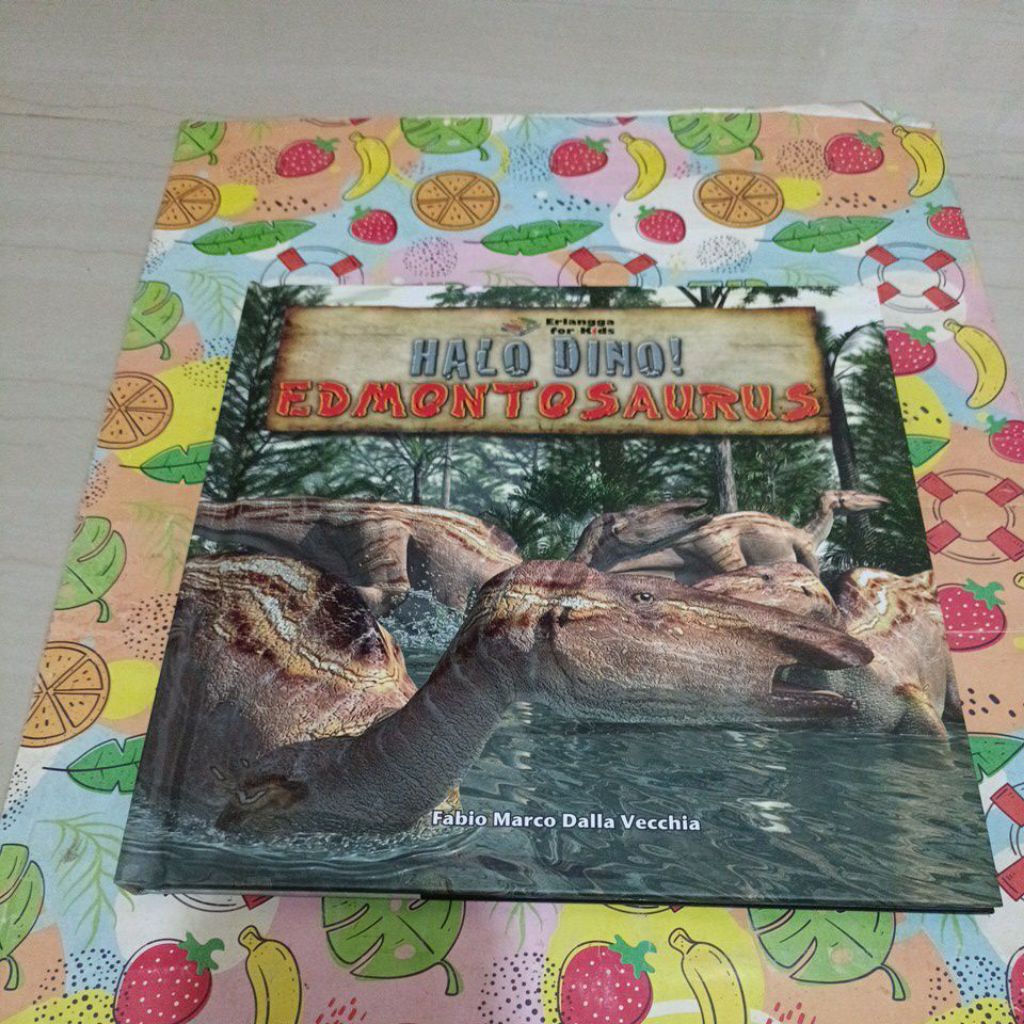 Erlangga
for Kids
HALO DINO!
EDMONTOSAURUS
Fabio Marco Dalla Vecchia